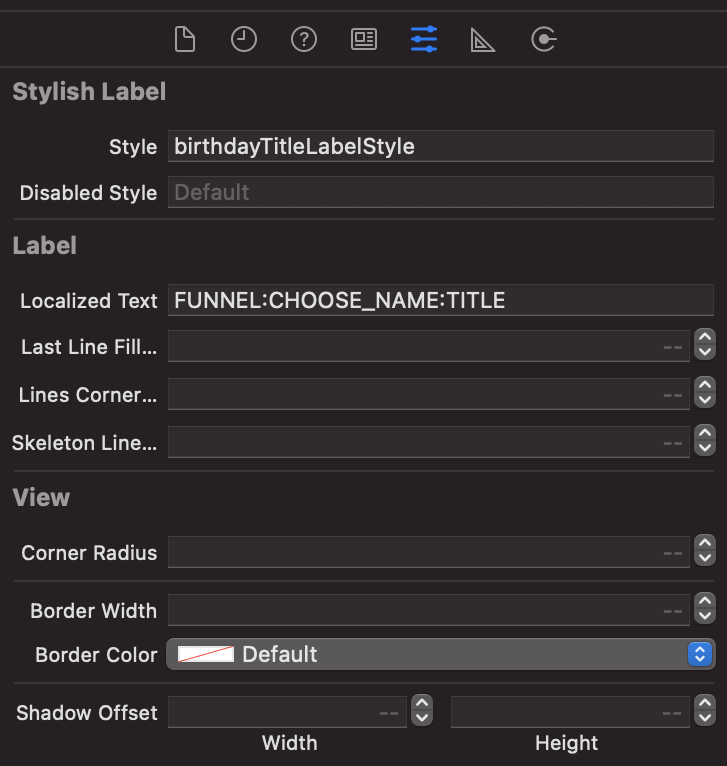 Stylish Label
Style birthdayTitleLabelStyle
Disabled Style Default
Label
Localized Text FUNNEL:CHOOSE_NAME:TITLE
Last Line Fill... --
Lines Corner... --
Skeleton Line... --
View
Corner Radius --
Border Width --
Border Color Default
Shadow Offset -- --
Width Height